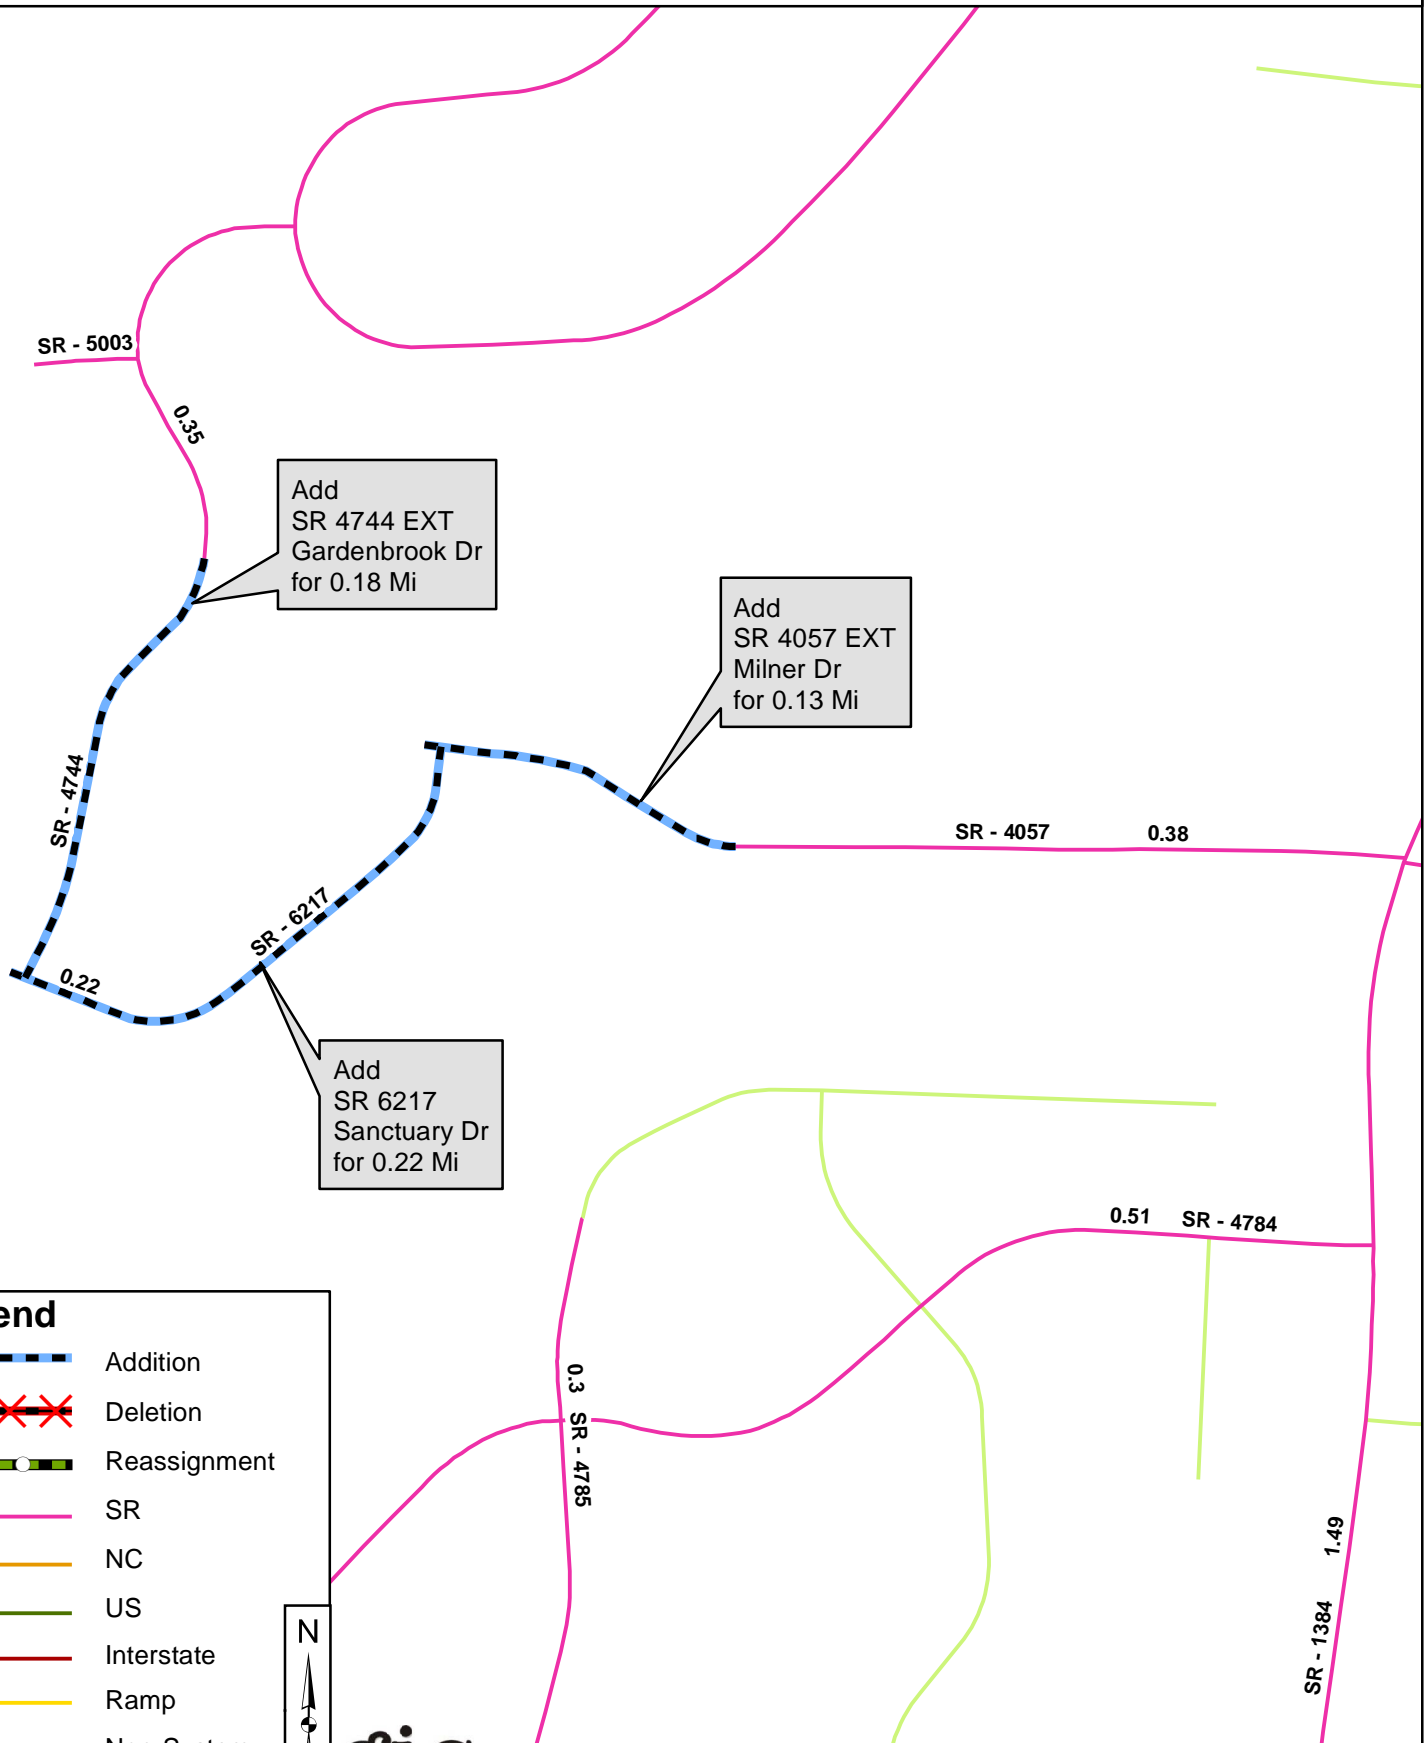 SR - 5003
0.35
Add
SR 4744 EXT
Gardenbrook Dr
for 0.18 Mi
Add
SR 4057 EXT
Milner Dr
for 0.13 Mi
SR - 4744
SR - 4057 0.38
SR - 6217
0.22
Add
SR 6217
Sanctuary Dr
for 0.22 Mi
0.51 SR - 4784
0.3 SR - 4785
1.49
SR - 1384
end
Addition
Deletion
Reassignment
SR
NC
US
Interstate
Ramp
N